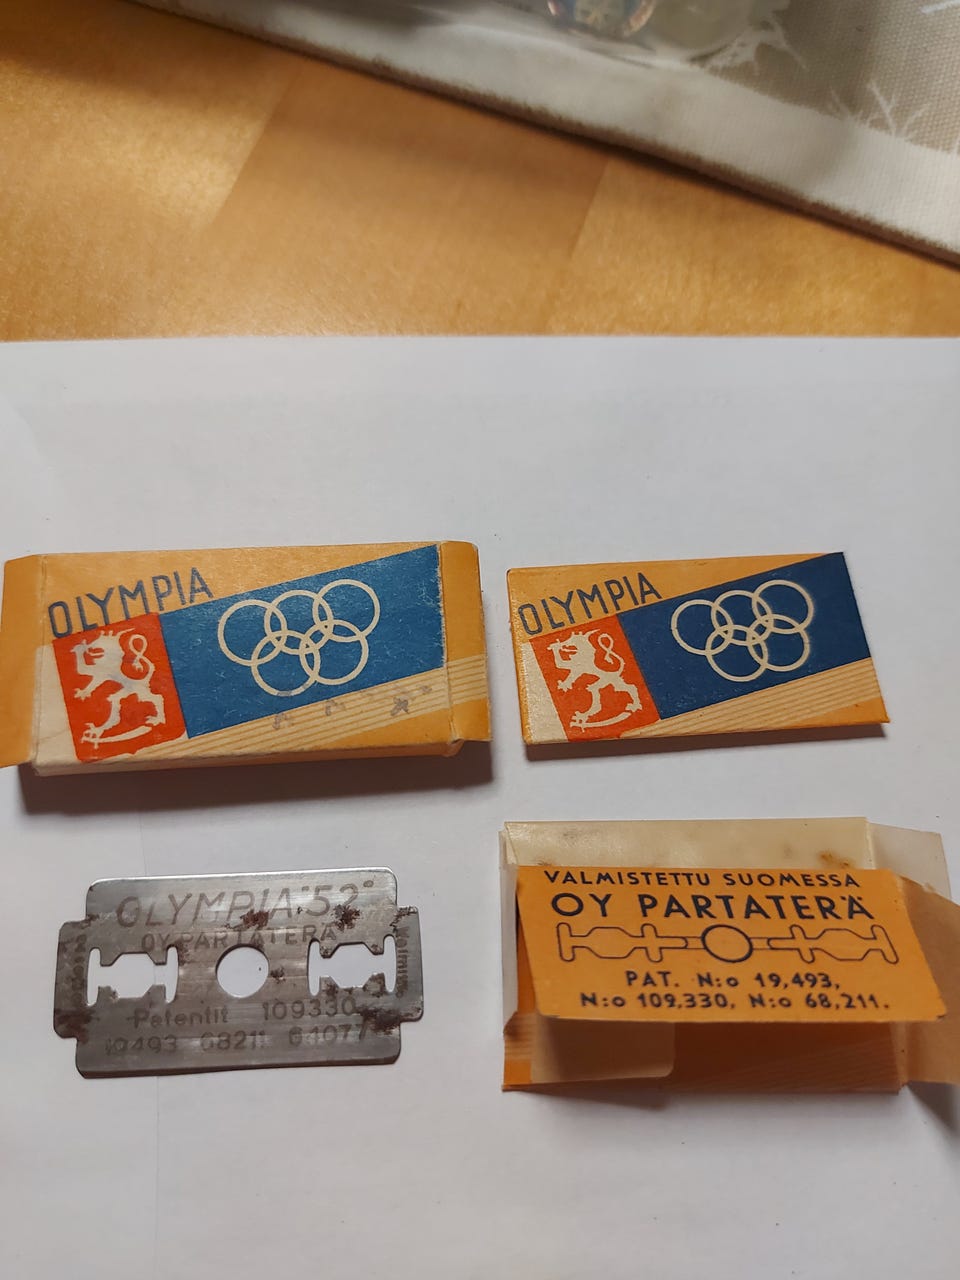 OLYMPIA
OLYMPIA
OLYMPIA "52"
OY PARTATERÄ
Patentit 109330
19493 68211 64077
VALMISTETTU SUOMESSA
OY PARTATERÄ
PAT. N:o 19,493,
N:o 109,330, N:o 68,211.